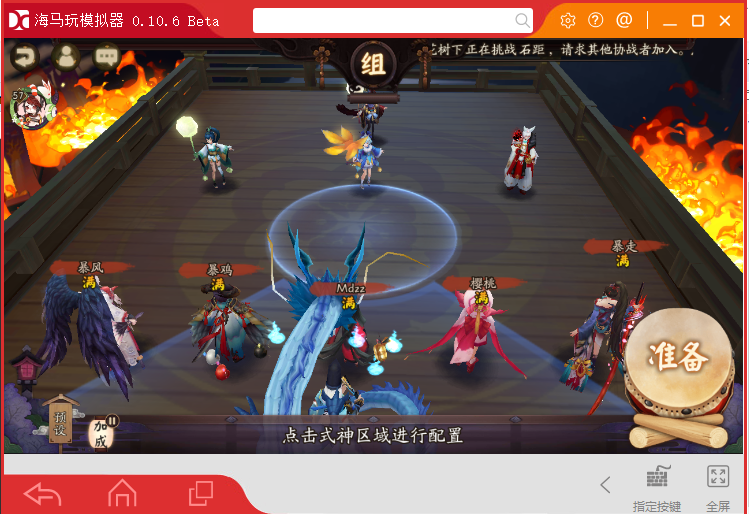 海马玩模拟器 0.10.6 Beta
组
树下正在挑战石距，请求其他协战者加入。
57
暴风
满
暴鸡
满
Mdzz
满
樱桃
满
暴走
满
准备
预设
加成
点击式神区域进行配置
指定按键
全屏